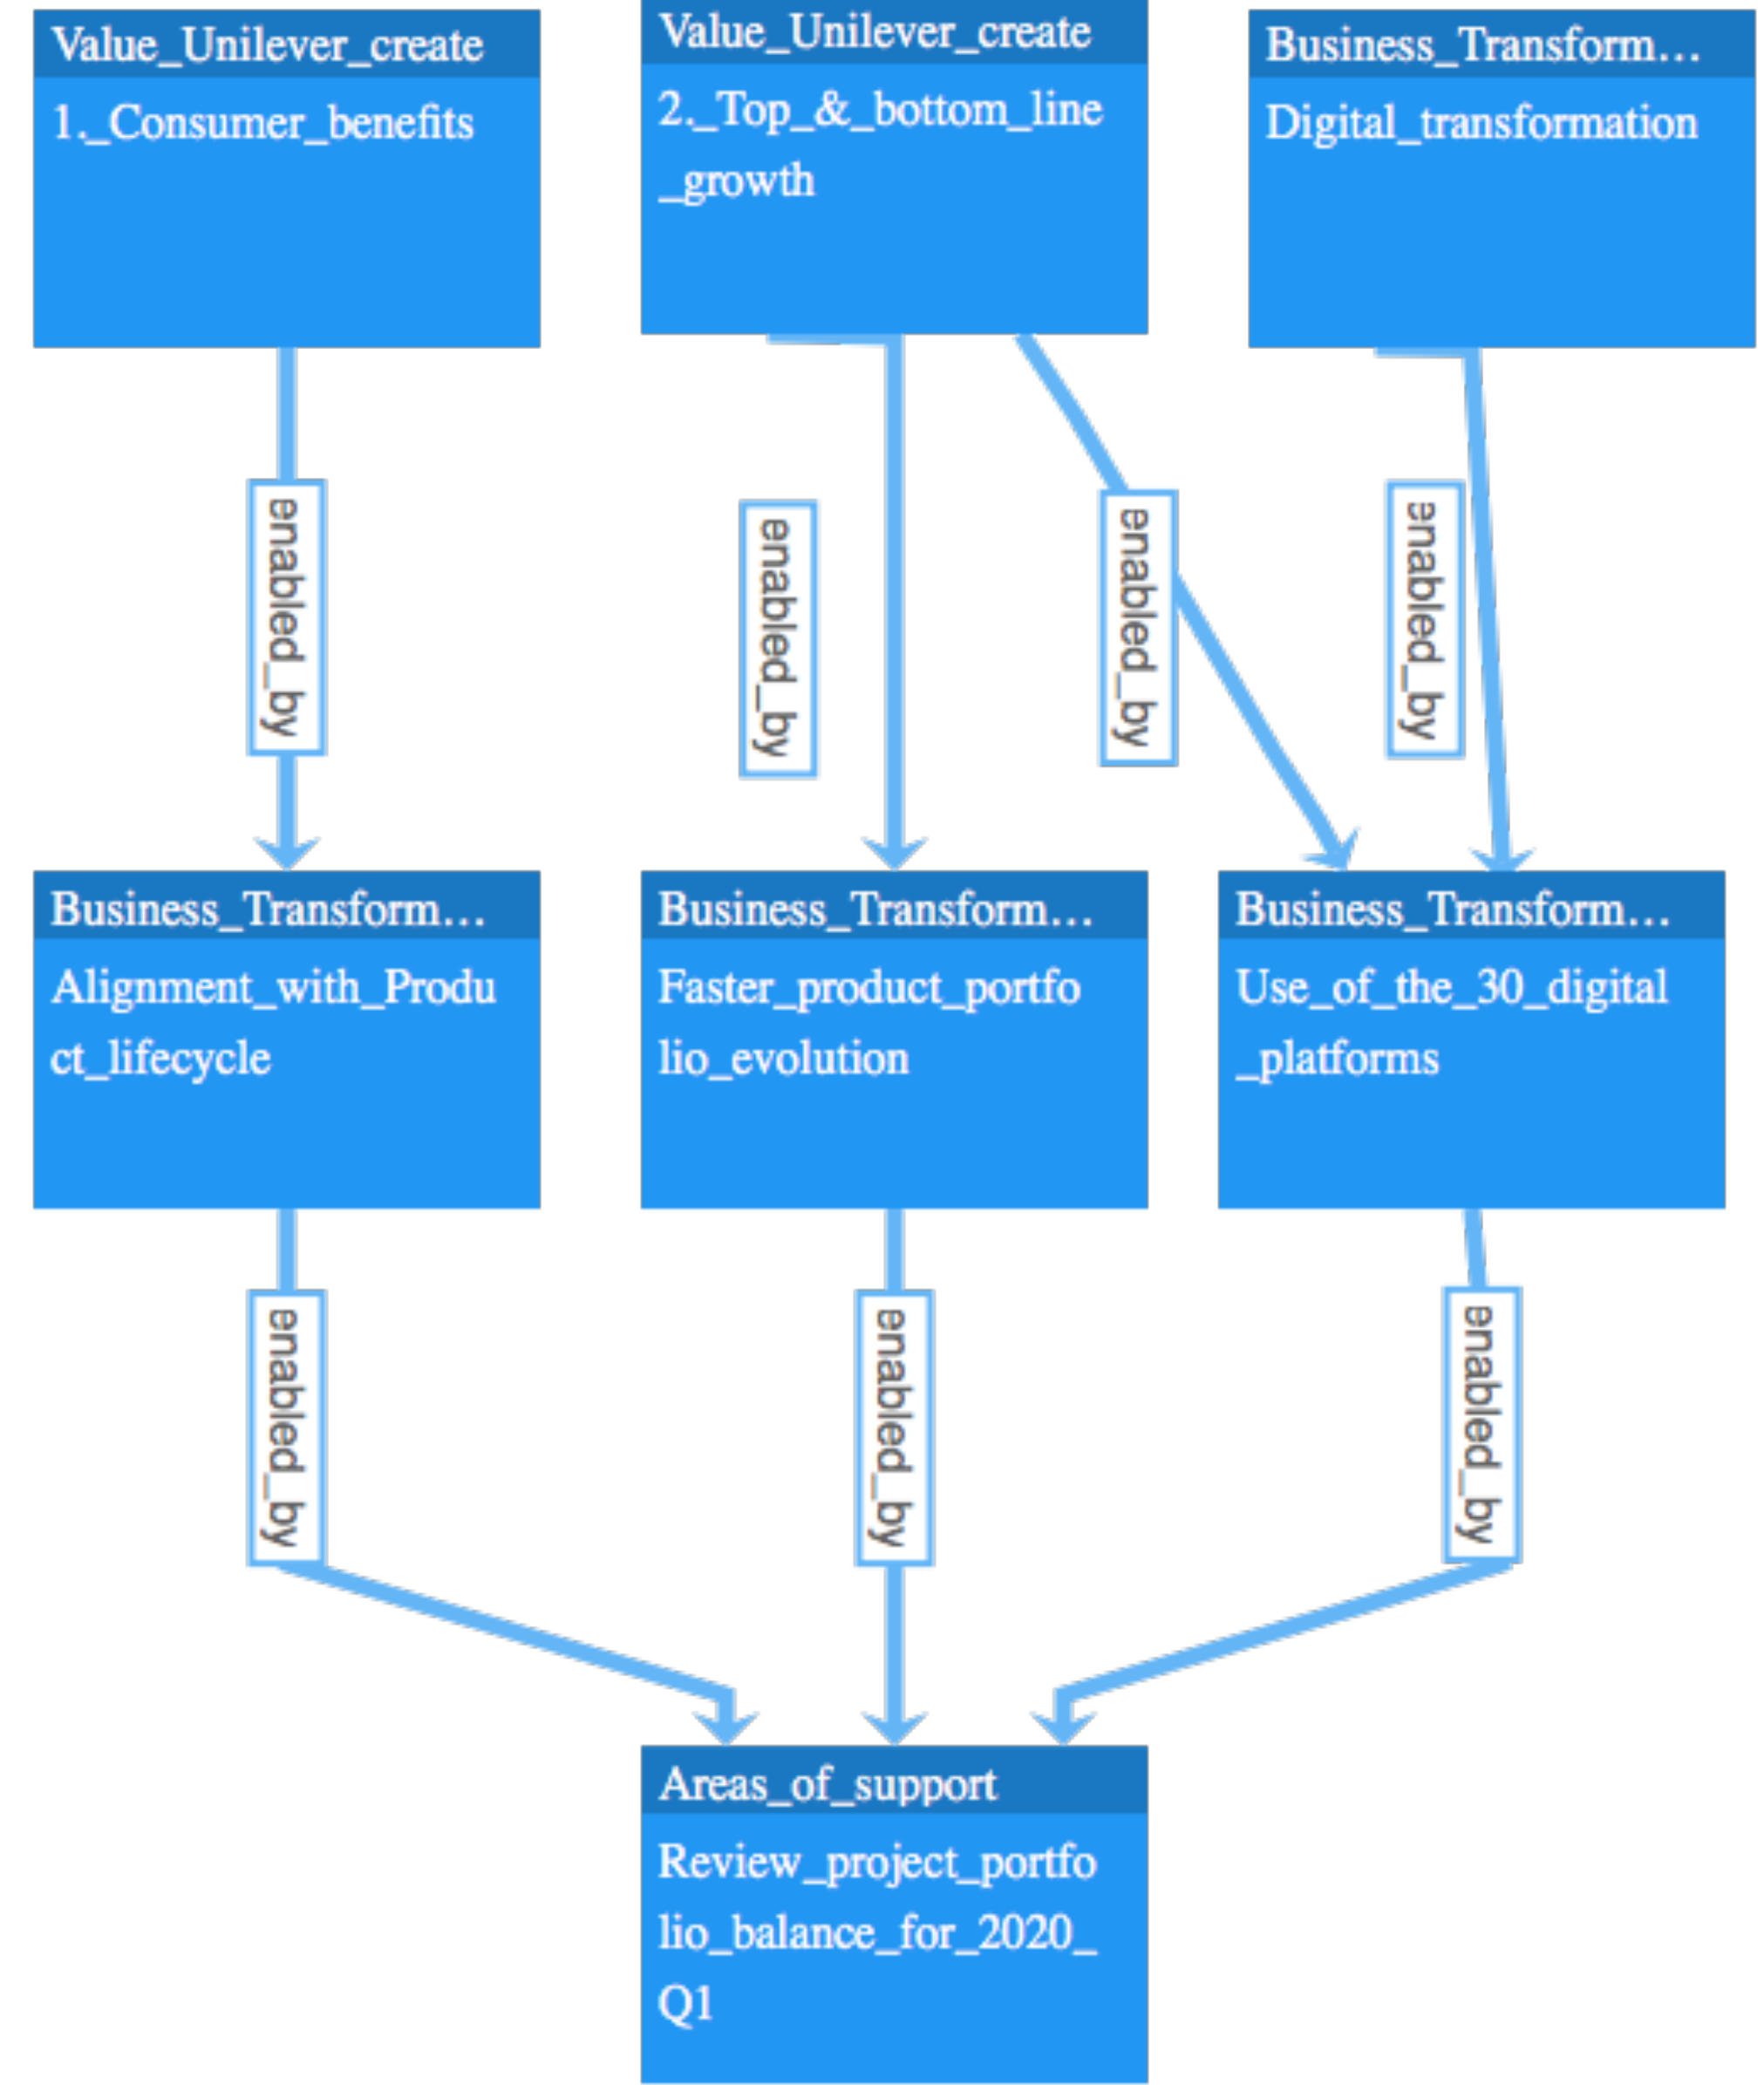 Value_Unilever_create
1._Consumer_benefits
Value_Unilever_create
2._Top_&_bottom_line
_growth
Business_Transform...
Digital_transformation
enabled_by
enabled_by
enabled_by
enabled_by
Business_Transform...
Alignment_with_Produ
ct_lifecycle
Business_Transform...
Faster_product_portfo
lio_evolution
Business_Transform...
Use_of_the_30_digital
_platforms
enabled_by
enabled_by
enabled_by
Areas_of_support
Review_project_portfo
lio_balance_for_2020_
Q1